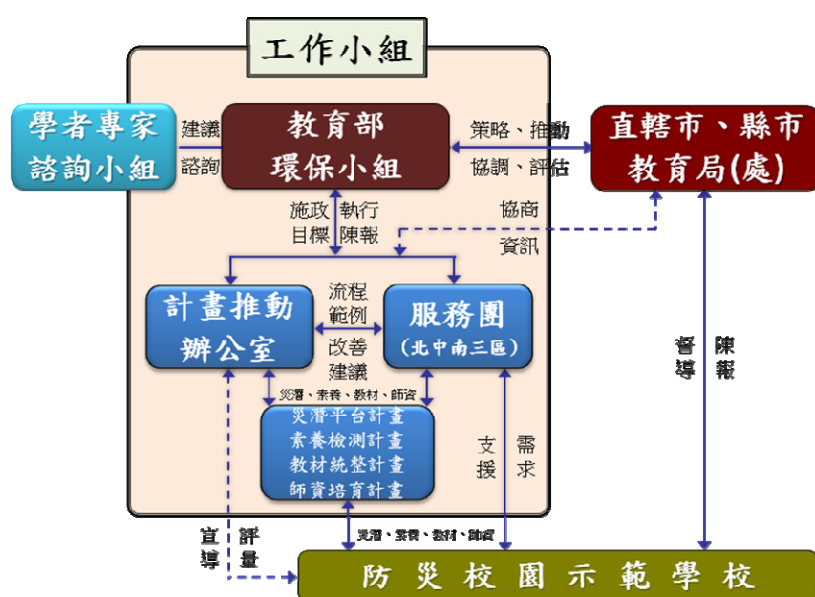 工作小組
學者專家
諮詢小組
建議
諮詢
教育部
環保小組
策略、推動
協調、評估
直轄市、縣市
教育局(處)
施政 執行
目標 陳報
協商
資訊
計畫推動
辦公室
流程
範例
改善
建議
服務團
(北中南三區)
督導
陳報
災潛、素養、教材、師資
災潛平台計畫
素養檢測計畫
教材統整計畫
師資培育計畫
支援
需求
宣導
評量
災潛、素養、教材、師資
防災校園示範學校